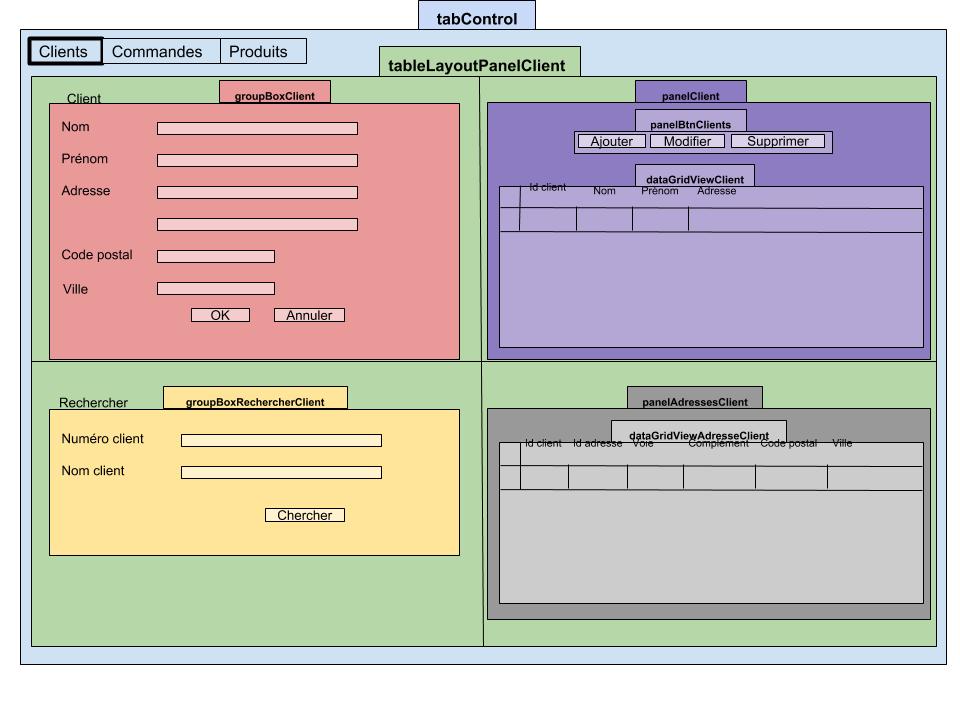 tabControl
Clients Commandes Produits
tableLayoutPanelClient
Client
groupBoxClient
Nom
Prénom
Adresse
Code postal
Ville
OK Annuler
panelClient
panelBtnClients
Ajouter Modifier Supprimer
dataGridViewClient
Id client Nom Prénom Adresse
Rechercher
groupBoxRechercherClient
Numéro client
Nom client
Chercher
panelAdressesClient
dataGridViewAdresseClient
Id client Id adresse Voie Complément Code postal Ville